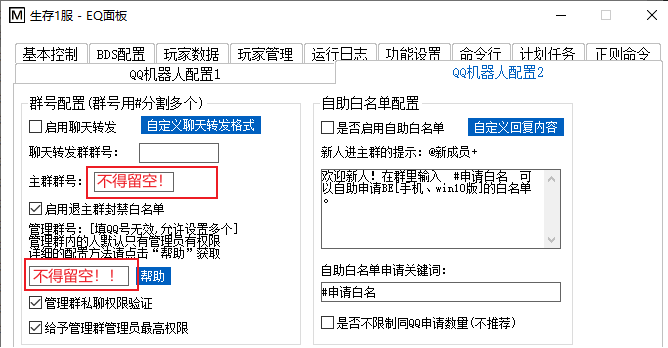 M 生存1服 - EQ面板
基本控制 BDS配置 玩家数据 玩家管理 运行日志 功能设置 命令行 计划任务 正则命令
QQ机器人配置1 QQ机器人配置2
群号配置(群号用#分割多个)
启用聊天转发 自定义聊天转发格式
聊天转发群群号：
主群群号： 不得留空！
启用退主群封禁白名单
管理群号：[填QQ号无效,允许设置多个]
管理群内的人默认只有管理员有权限
详细的配置方法请点击“帮助”获取
不得留空！！ 帮助
管理群私聊权限验证
给予管理群管理员最高权限
自助白名单配置
是否启用自助白名单 自定义回复内容
新人进主群的提示：@新成员+
欢迎新人！在群里输入 #申请白名 可
以自助申请BE[手机、win10版]的白名单
。
自助白名单申请关键词：
#申请白名
是否不限制同QQ申请数量(不推荐)